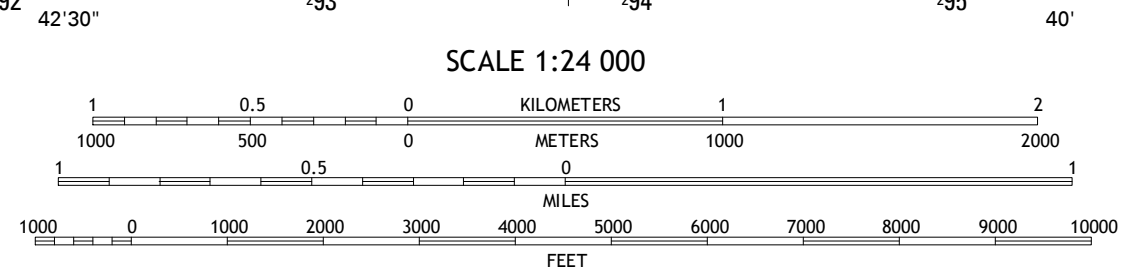 92 ²93 ²94 ²95
42'30" 40'
SCALE 1:24 000
1 0.5 0 KILOMETERS 1 2
1000 500 0 METERS 1000 2000
1 0.5 0 1
MILES
1000 0 1000 2000 3000 4000 5000 6000 7000 8000 9000 10000
FEET